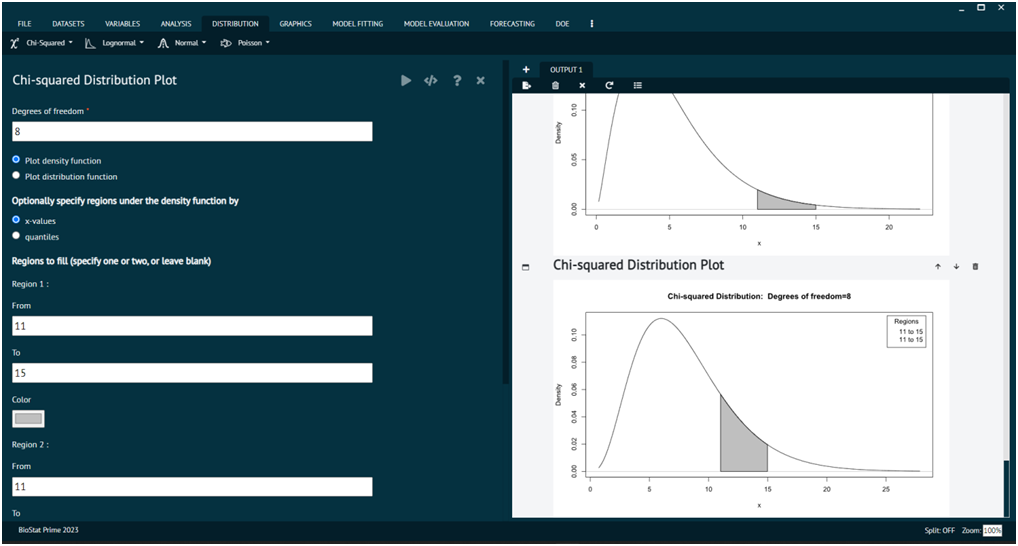 FILE DATASETS VARIABLES ANALYSIS DISTRIBUTION GRAPHICS MODEL FITTING MODEL EVALUATION FORECASTING DOE
χ² Chi-Squared Lognormal Normal Poisson
Chi-squared Distribution Plot
Degrees of freedom *
8
Plot density function
Plot distribution function
Optionally specify regions under the density function by
x-values
quantiles
Regions to fill (specify one or two, or leave blank)
Region 1 :
From
11
To
15
Color
Region 2 :
From
11
To
+ OUTPUT 1
0.10
0.05
0.00
Density
0 5 10 15 20
x
Chi-squared Distribution Plot
Chi-squared Distribution: Degrees of freedom=8
Regions
11 to 15
11 to 15
0.10
0.08
0.06
0.04
0.02
0.00
Density
0 5 10 15 20 25
x
BioStat Prime 2023
Split: OFF Zoom: 100%